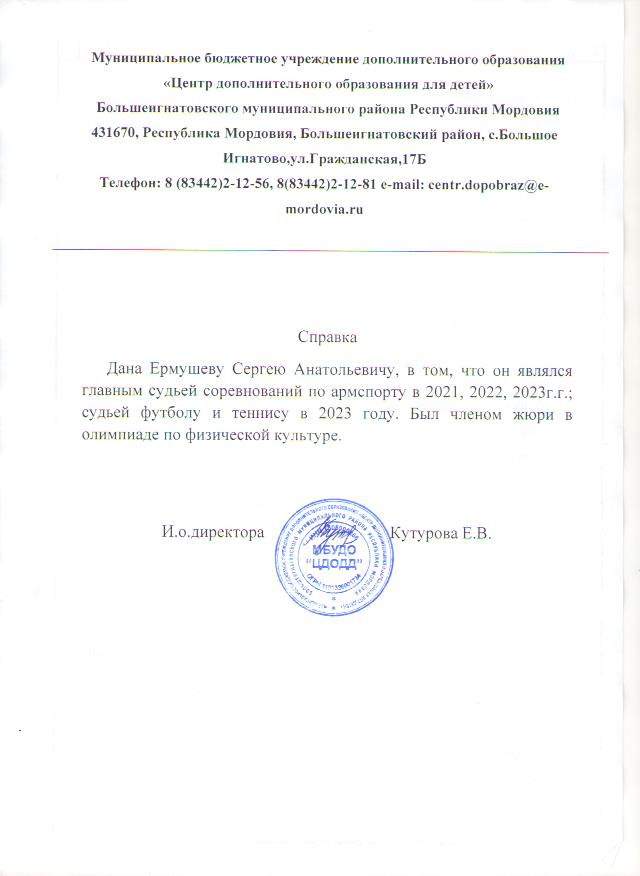 Муниципальное бюджетное учреждение дополнительного образования
«Центр дополнительного образования для детей»
Большеигнатовского муниципального района Республики Мордовия
431670, Республика Мордовия, Большеигнатовский район, с.Большое
Игнатово,ул.Гражданская,17Б
Телефон: 8 (83442)2-12-56, 8(83442)2-12-81 e-mail: centr.dopobraz@e-
mordovia.ru
Справка
Дана Ермушеву Сергею Анатольевичу, в том, что он являлся
главным судьей соревнований по армспорту в 2021, 2022, 2023г.г.;
судьей футболу и теннису в 2023 году. Был членом жюри в
олимпиаде по физической культуре.
И.о.директора Кутурова Е.В.
МБУДО
"ЦДОДД"